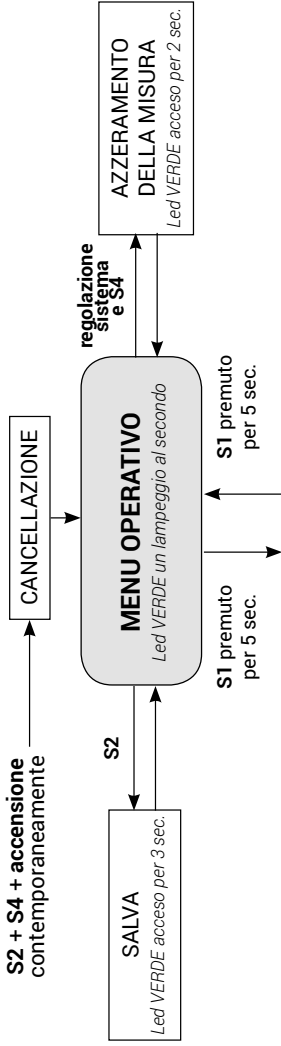 S2 + S4 + accensione
contemporaneamente
CANCELLAZIONE
SALVA
Led VERDE acceso per 3 sec.
S2
MENU OPERATIVO
Led VERDE un lampeggio al secondo
regolazione
sistema
e S4
AZZERAMENTO
DELLA MISURA
Led VERDE acceso per 2 sec.
S1 premuto
per 5 sec.
S1 premuto
per 5 sec.